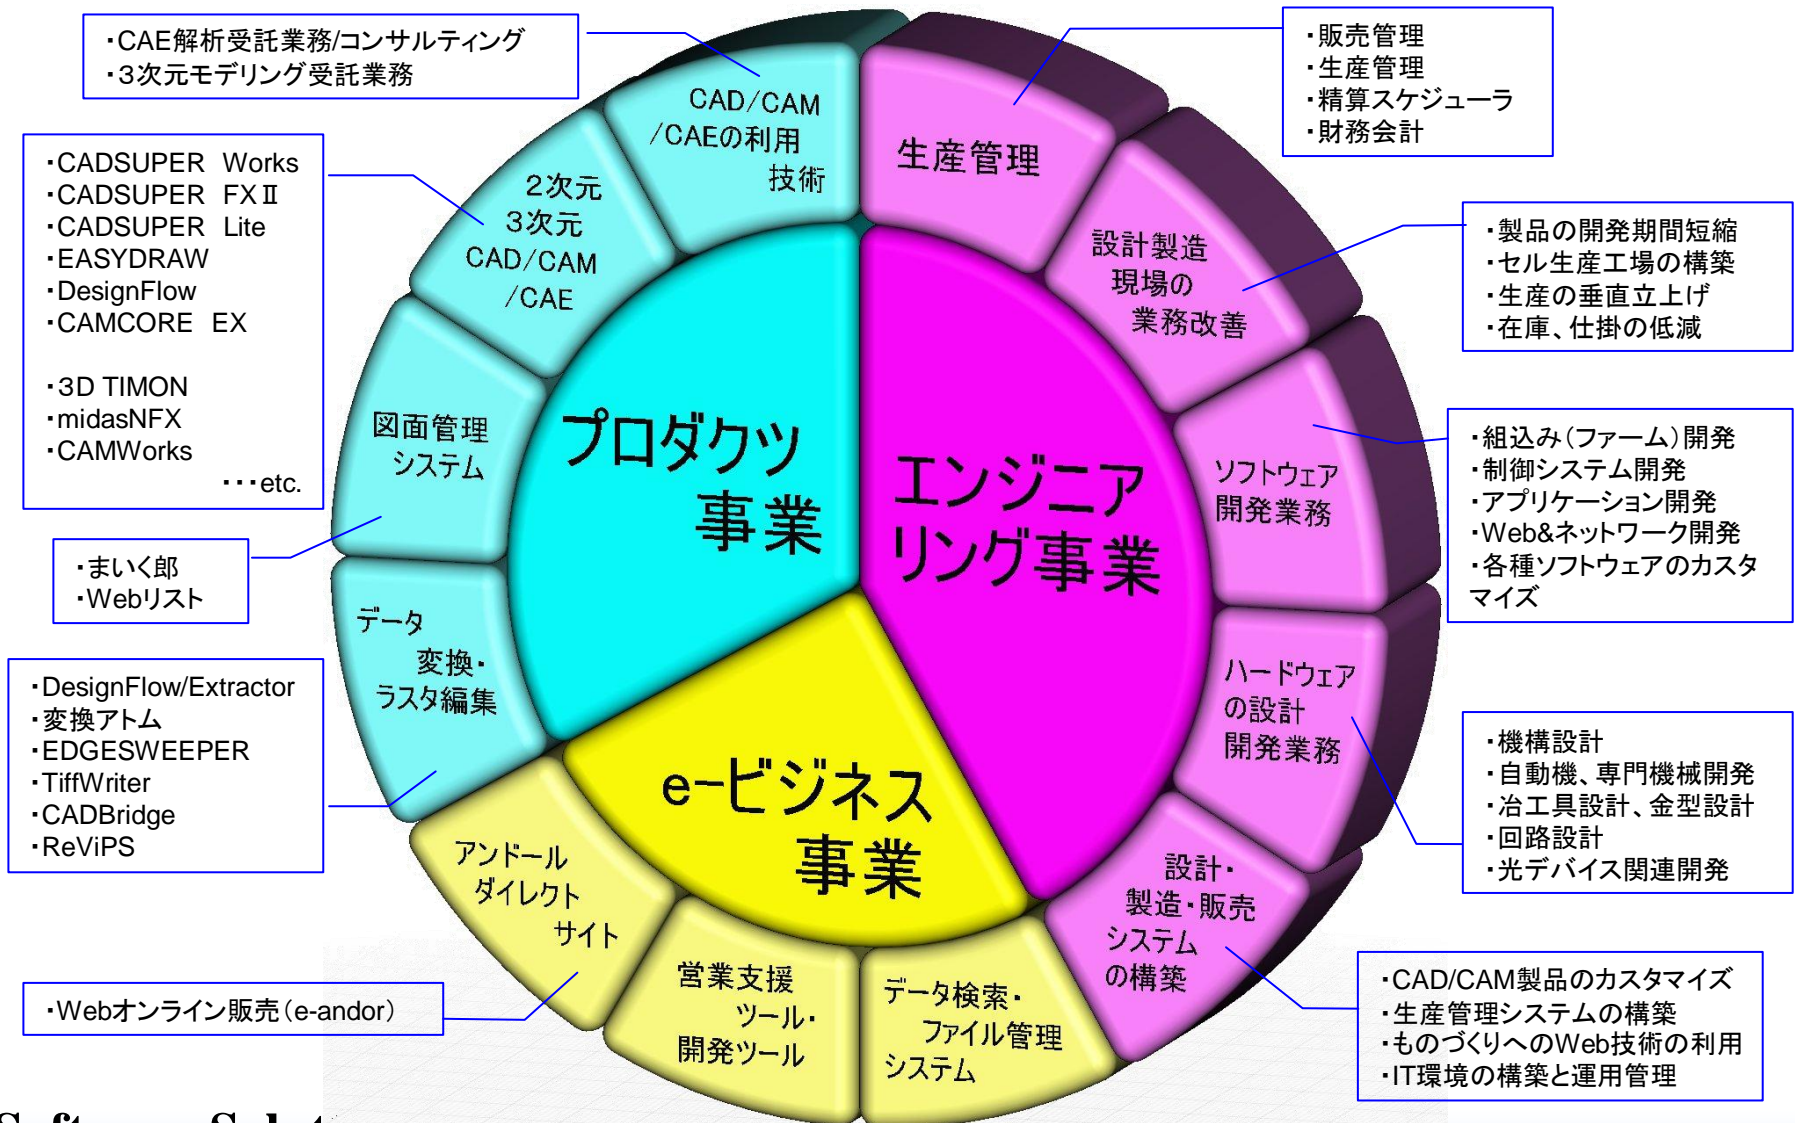 ・CAE解析受託業務/コンサルティング
・3次元モデリング受託業務
・CADSUPER Works
・CADSUPER FXⅡ
・CADSUPER Lite
・EASYDRAW
・DesignFlow
・CAMCORE EX
・3D TIMON
・midasNFX
・CAMWorks
・・・etc.
・まいく郎
・Webリスト
・DesignFlow/Extractor
・変換アトム
・EDGESWEEPER
・TiffWriter
・CADBridge
・ReViPS
・Webオンライン販売(e-andor)
CAD/CAM
/CAEの利用
技術
2次元
3次元
CAD/CAM
/CAE
図面管理
システム
データ
変換・
ラスタ編集
プロダクツ
事業
エンジニア
リング事業
e-ビジネス
事業
アンドール
ダイレクト
サイト
営業支援
ツール・
開発ツール
データ検索・
ファイル管理
システム
生産管理
設計製造
現場の
業務改善
ソフトウェア
開発業務
ハードウェア
の設計
開発業務
設計・
製造・販売
システム
の構築
・販売管理
・生産管理
・精算スケジューラ
・財務会計
・製品の開発期間短縮
・セル生産工場の構築
・生産の垂直立上げ
・在庫、仕掛の低減
・組込み(ファーム)開発
・制御システム開発
・アプリケーション開発
・Web&ネットワーク開発
・各種ソフトウェアのカスタ
マイズ
・機構設計
・自動機、専門機械開発
・冶工具設計、金型設計
・回路設計
・光デバイス関連開発
・CAD/CAM製品のカスタマイズ
・生産管理システムの構築
・ものづくりへのWeb技術の利用
・IT環境の構築と運用管理